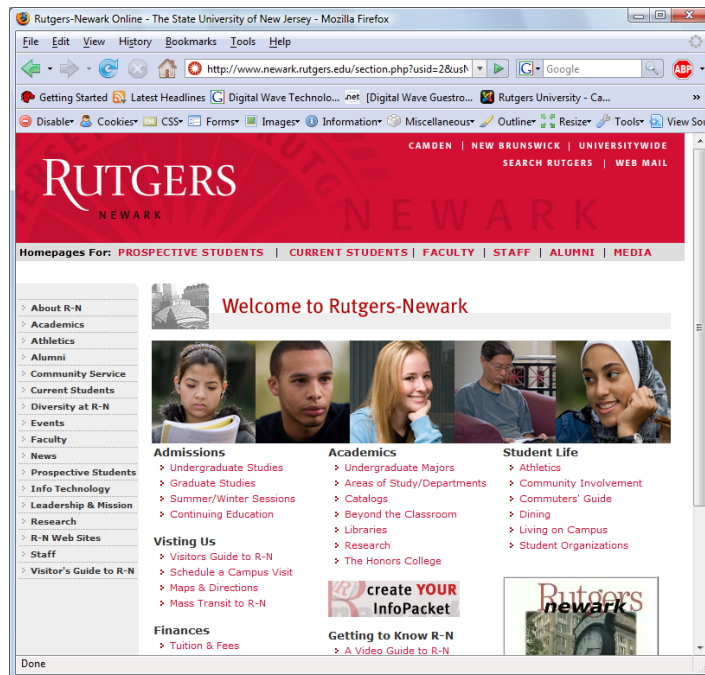 Rutgers-Newark Online - The State University of New Jersey - Mozilla Firefox
File Edit View History Bookmarks Tools Help
http://www.newark.rutgers.edu/section.php?usid=2&usM
G Google
ABP
Getting Started Latest Headlines Digital Wave Technolo... .net [Digital Wave Guestro... Rutgers University - Ca... »
Disable Cookies CSS Forms Images Information Miscellaneous Outline Resize Tools View Sou
CAMDEN | NEW BRUNSWICK | UNIVERSITYWIDE
SEARCH RUTGERS | WEB MAIL
RUTGERS
NEWARK
NEWARK
Homepages For: PROSPECTIVE STUDENTS | CURRENT STUDENTS | FACULTY | STAFF | ALUMNI | MEDIA
Welcome to Rutgers-Newark
About R-N
Academics
Athletics
Alumni
Community Service
Current Students
Diversity at R-N
Events
Faculty
News
Prospective Students
Info Technology
Leadership & Mission
Research
R-N Web Sites
Staff
Visitor's Guide to R-N
Admissions
Undergraduate Studies
Graduate Studies
Summer/Winter Sessions
Continuing Education
Visting Us
Visitors Guide to R-N
Schedule a Campus Visit
Maps & Directions
Mass Transit to R-N
Finances
Tuition & Fees
Academics
Undergraduate Majors
Areas of Study/Departments
Catalogs
Beyond the Classroom
Libraries
Research
The Honors College
create YOUR
InfoPacket
Getting to Know R-N
A Video Guide to R-N
Student Life
Athletics
Community Involvement
Commuters' Guide
Dining
Living on Campus
Student Organizations
Rutgers
newark
Done